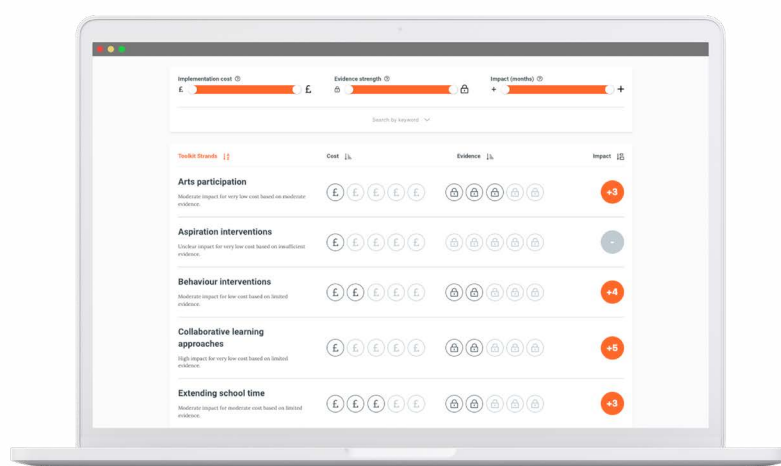 Implementation cost
Evidence strength
Impact (months)
£
£
+
+
Search by keyword
Toolkit Strands
Cost
Evidence
Impact
Arts participation
Moderate impact for very low cost based on moderate
evidence.
£ £ £ £ £
+3
Aspiration interventions
Unclear impact for very low cost based on insufficient
evidence.
£ £ £ £ £
-
Behaviour interventions
Moderate impact for low cost based on limited
evidence.
£ £ £ £ £
+4
Collaborative learning
approaches
High impact for very low cost based on limited
evidence.
£ £ £ £ £
+5
Extending school time
Moderate impact for moderate cost based on limited
evidence.
£ £ £ £ £
+3